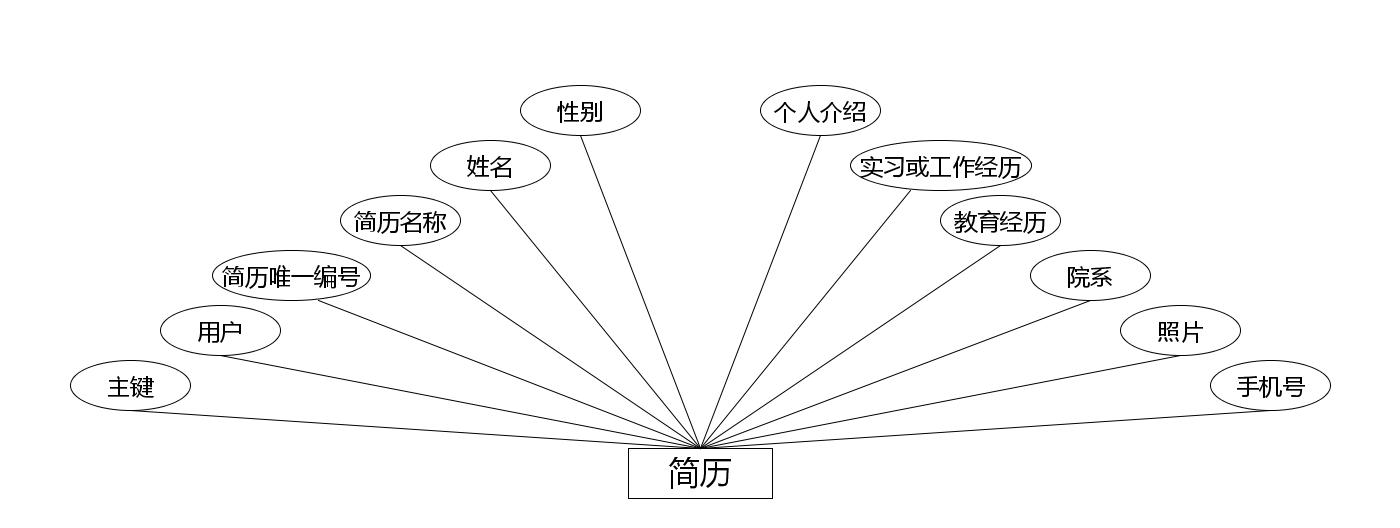 性别
个人介绍
姓名
实习或工作经历
简历名称
教育经历
简历唯一编号
院系
用户
照片
主键
手机号
简历